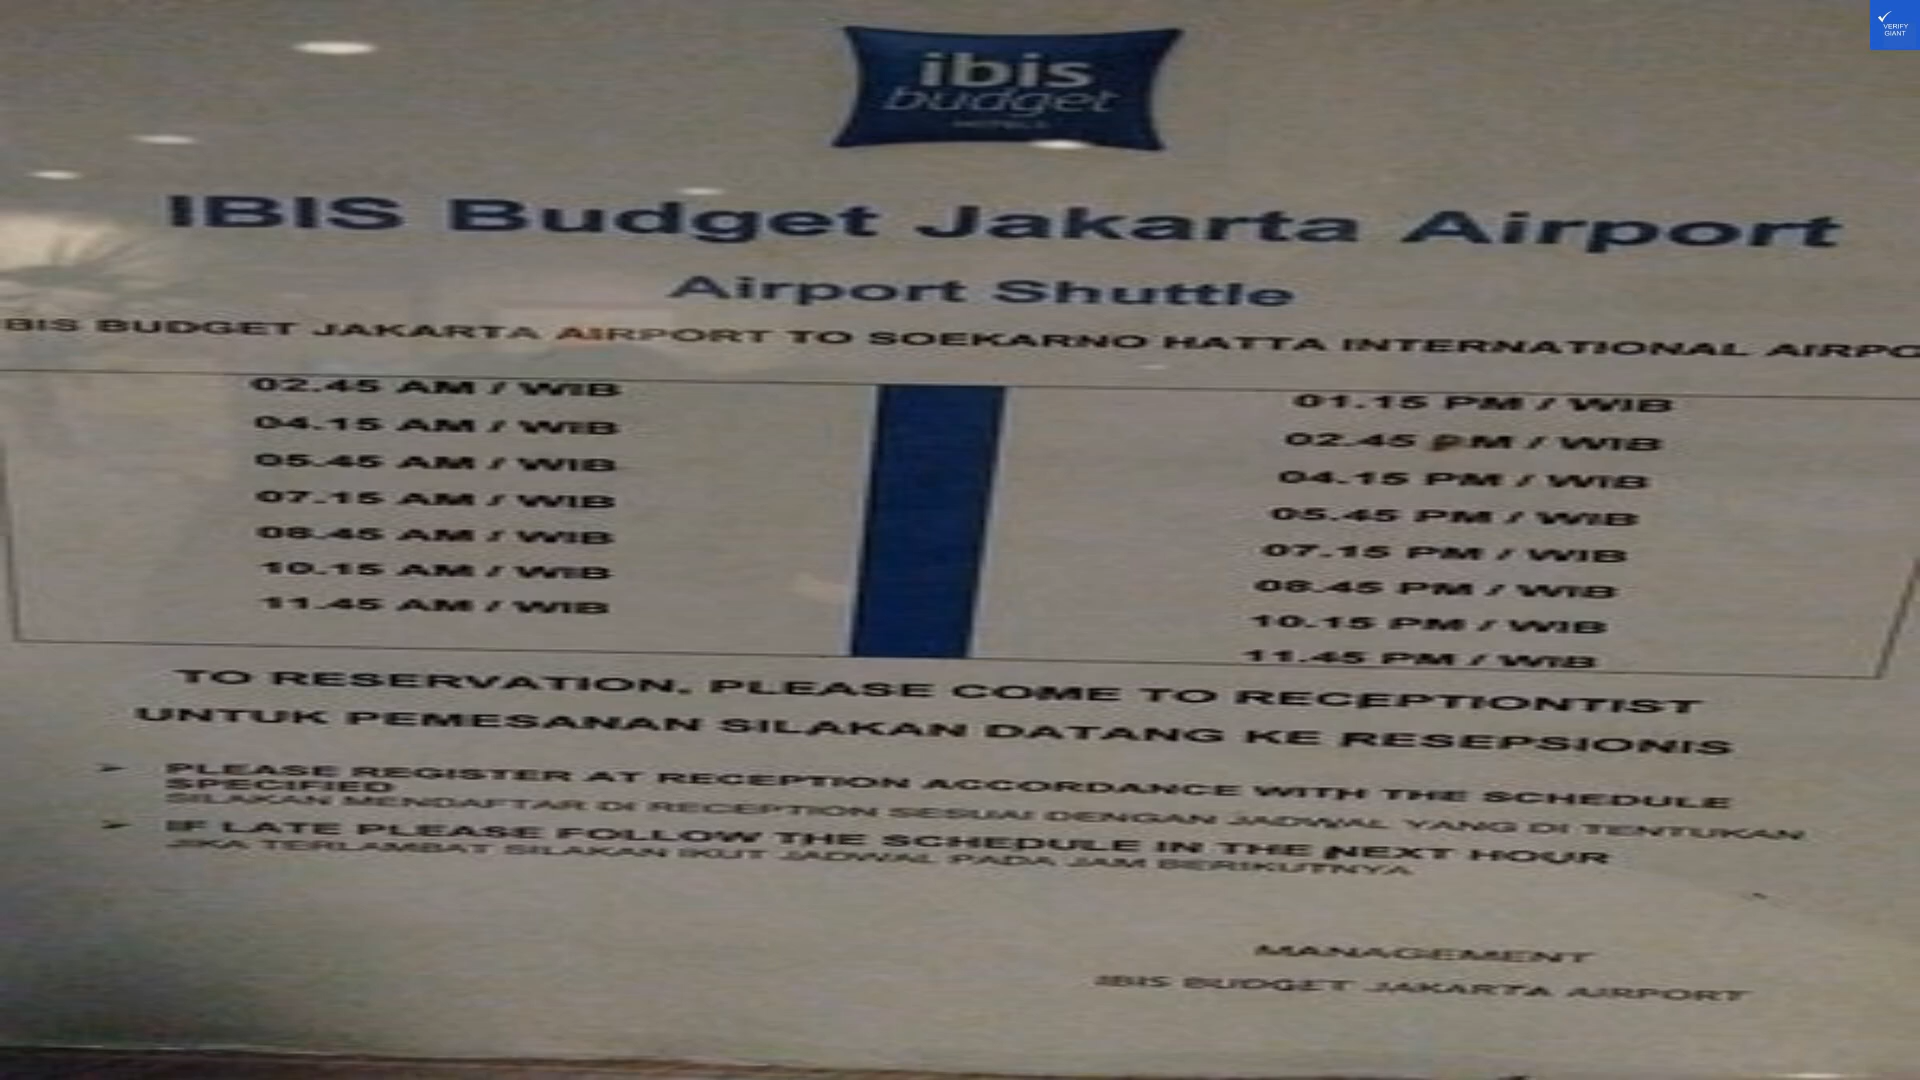 VERIFY
GIANT
ibis
budget
HOTELS
IBIS Budget Jakarta Airport
Airport Shuttle
BIS BUDGET JAKARTA AIRPORT TO SOEKARNO HATTA INTERNATIONAL AIRPO
02.45 AM / WIB
04.15 AM / WIB
05.45 AM / WIB
07.15 AM / WIB
08.45 AM / WIB
10.15 AM / WIB
11.45 AM / WIB
01.15 PM / WIB
02.45 PM / WIB
04.15 PM / WIB
05.45 PM / WIB
07.15 PM / WIB
08.45 PM / WIB
10.15 PM / WIB
11.45 PM / WIB
TO RESERVATION, PLEASE COME TO RECEPTIONTIST
UNTUK PEMESANAN SILAKAN DATANG KE RESEPSIONIS
➢ PLEASE REGISTER AT RECEPTION ACCORDANCE WITH THE SCHEDULE
SPECIFIED
SILAKAN MENDAFTAR DI RECEPTION SESUAI DENGAN JADWAL YANG DI TENTUKAN
➢ IF LATE PLEASE FOLLOW THE SCHEDULE IN THE NEXT HOUR
JIKA TERLAMBAT SILAKAN IKUT JADWAL PADA JAM BERIKUTNYA
MANAGEMENT
IBIS BUDGET JAKARTA AIRPORT